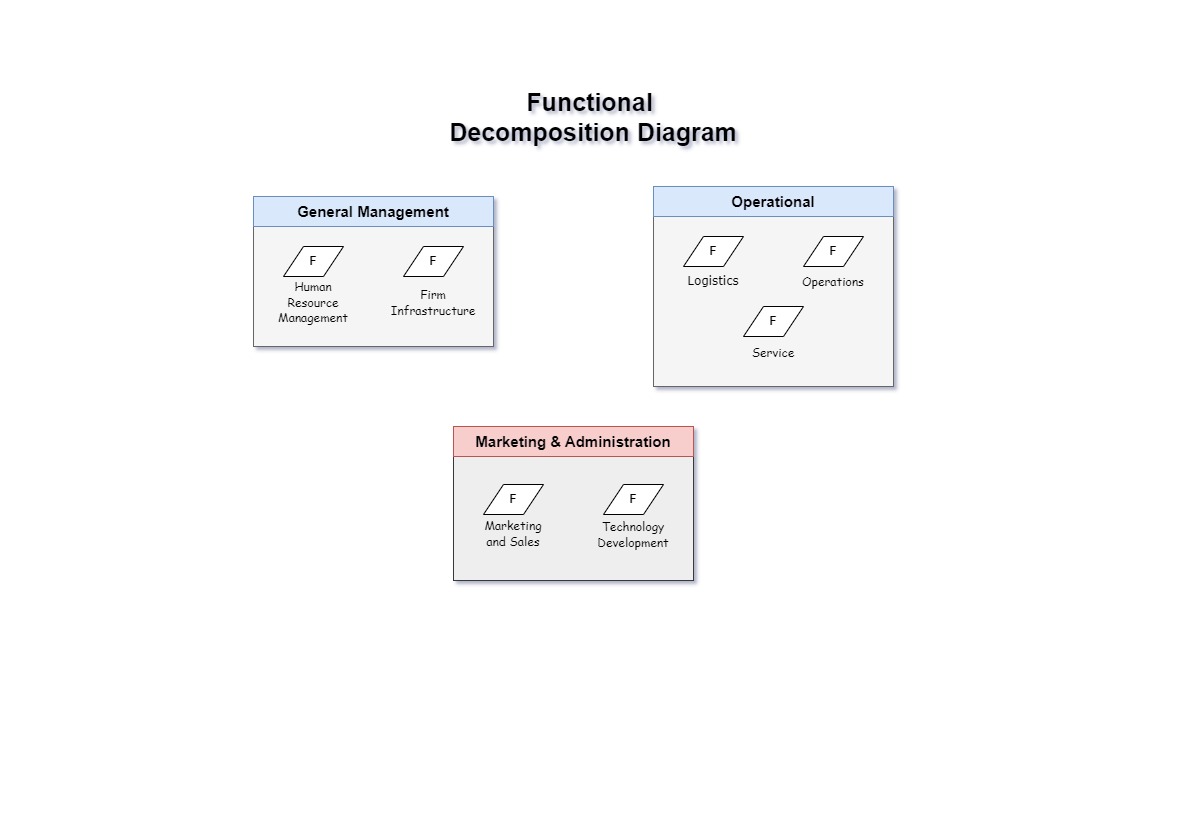 Functional
Decomposition Diagram
General Management
F
Human
Resource
Management
F
Firm
Infrastructure
Operational
F
Logistics
F
Operations
F
Service
Marketing & Administration
F
Marketing
and Sales
F
Technology
Development